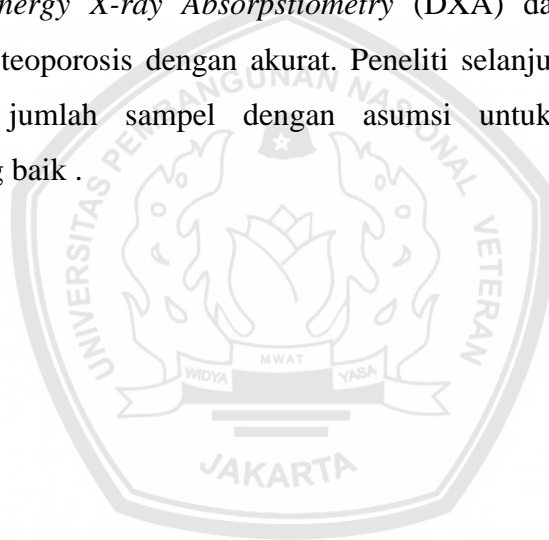 nergy X-ray Absorpstiometry (DXA) da
teoporosis dengan akurat. Peneliti selanju
jumlah sampel dengan asumsi untuk
g baik .
UNIVERSITAS PEMBANGUNAN NASIONAL VETERAN
MWAT
WIDYA YASA
JAKARTA